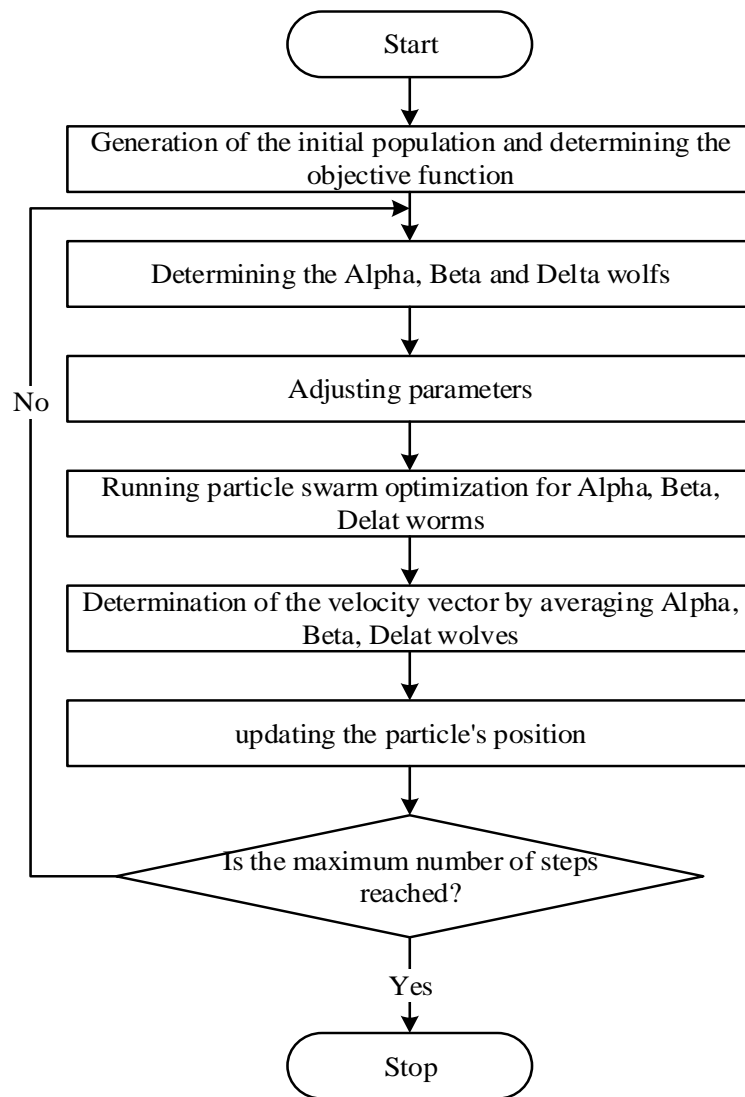 Start
Generation of the initial population and determining the
objective function
Determining the Alpha, Beta and Delta wolfs
Adjusting parameters
No
Running particle swarm optimization for Alpha, Beta,
Delat worms
Determination of the velocity vector by averaging Alpha,
Beta, Delat wolves
updating the particle's position
Is the maximum number of steps
reached?
Yes
Stop